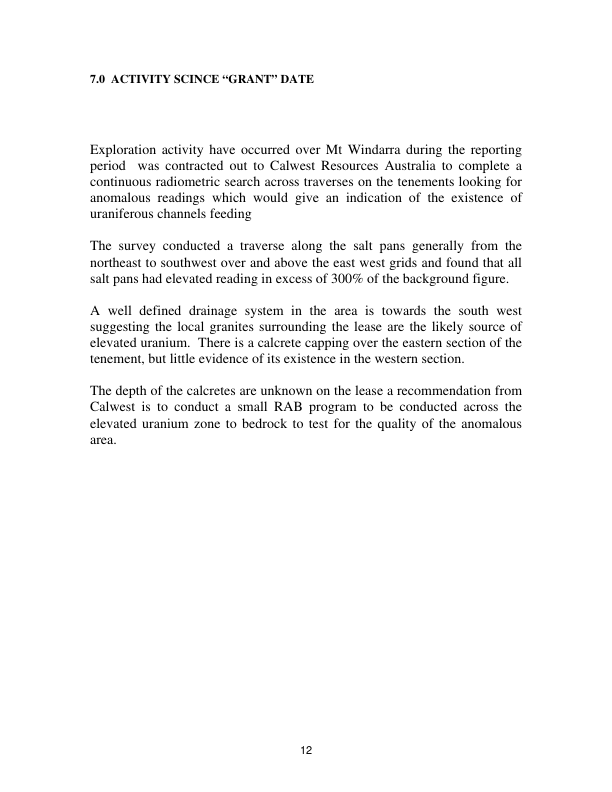 7.0 ACTIVITY SCINCE “GRANT” DATE
Exploration activity have occurred over Mt Windarra during the reporting
period was contracted out to Calwest Resources Australia to complete a
continuous radiometric search across traverses on the tenements looking for
anomalous readings which would give an indication of the existence of
uraniferous channels feeding
The survey conducted a traverse along the salt pans generally from the
northeast to southwest over and above the east west grids and found that all
salt pans had elevated reading in excess of 300% of the background figure.
A well defined drainage system in the area is towards the south west
suggesting the local granites surrounding the lease are the likely source of
elevated uranium. There is a calcrete capping over the eastern section of the
tenement, but little evidence of its existence in the western section.
The depth of the calcretes are unknown on the lease a recommendation from
Calwest is to conduct a small RAB program to be conducted across the
elevated uranium zone to bedrock to test for the quality of the anomalous
area.
12